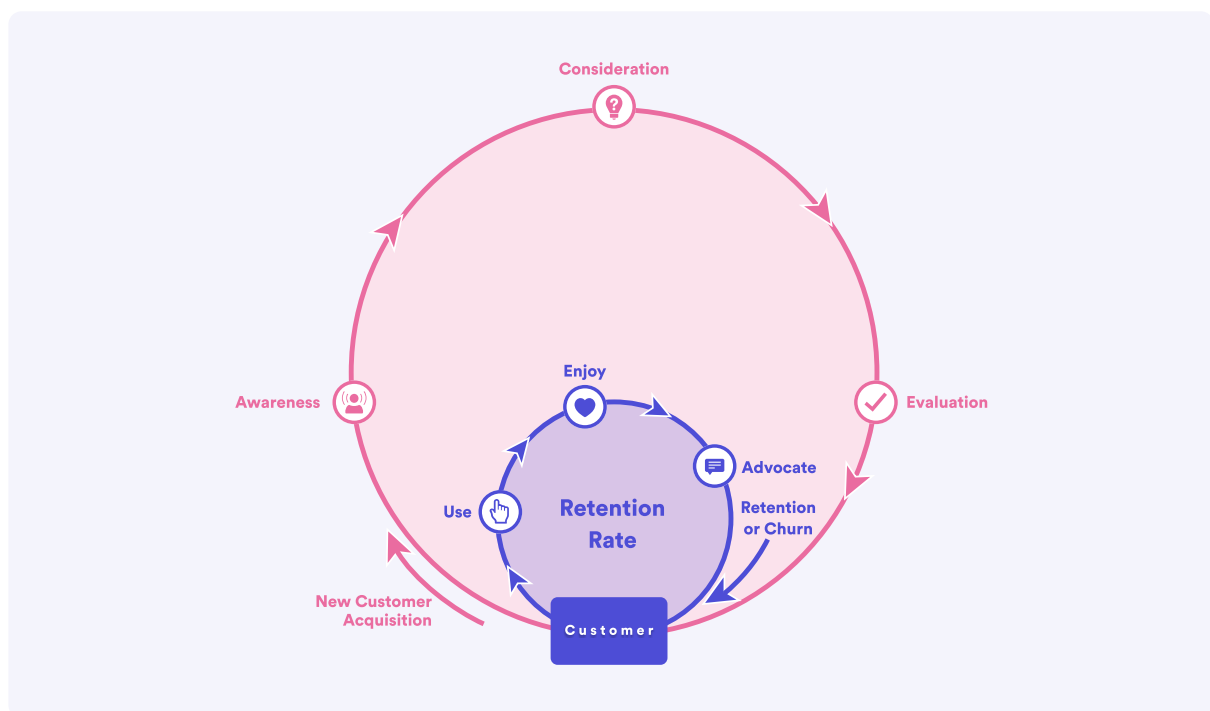 Consideration
Enjoy
Awareness
Evaluation
Advocate
Use
Retention
Rate
Retention
or Churn
New Customer
Acquisition
Customer